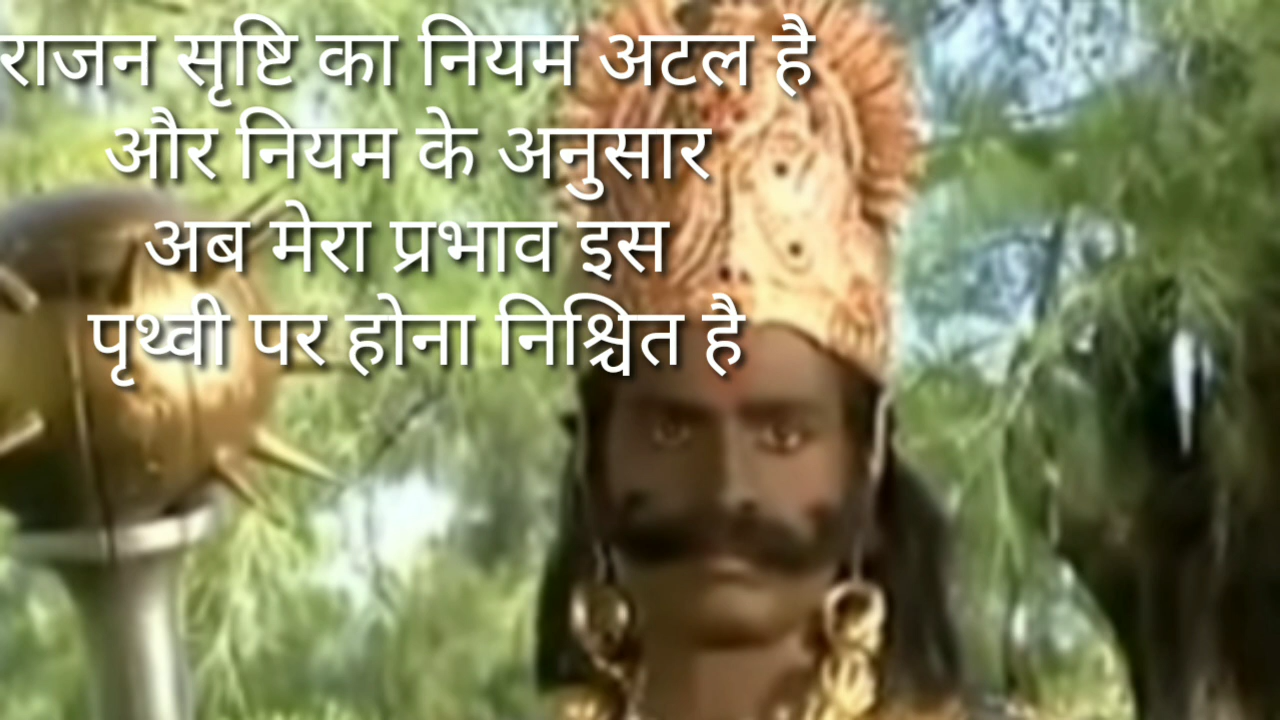 राजन सृष्टि का नियम अटल है
और नियम के अनुसार
अब मेरा प्रभाव इस
पृथ्वी पर होना निश्चित है